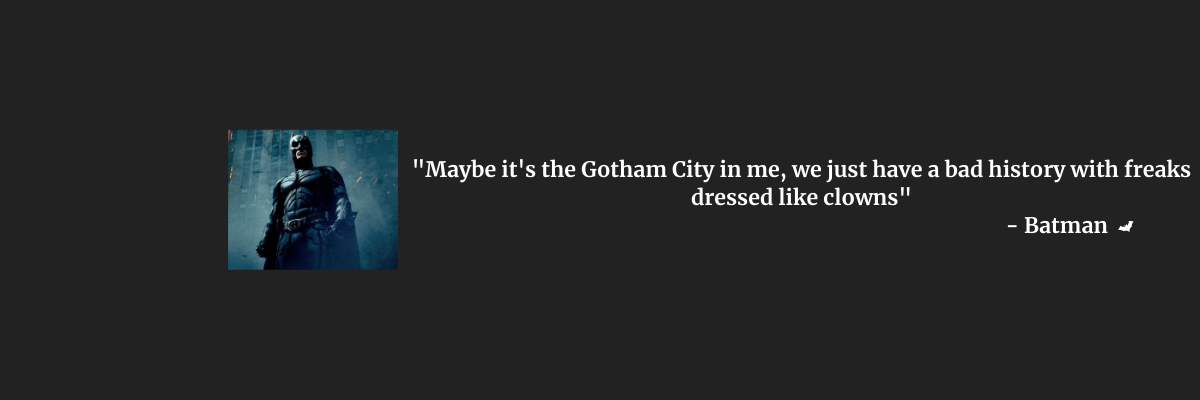 "Maybe it's the Gotham City in me, we just have a bad history with freaks
dressed like clowns"
- Batman